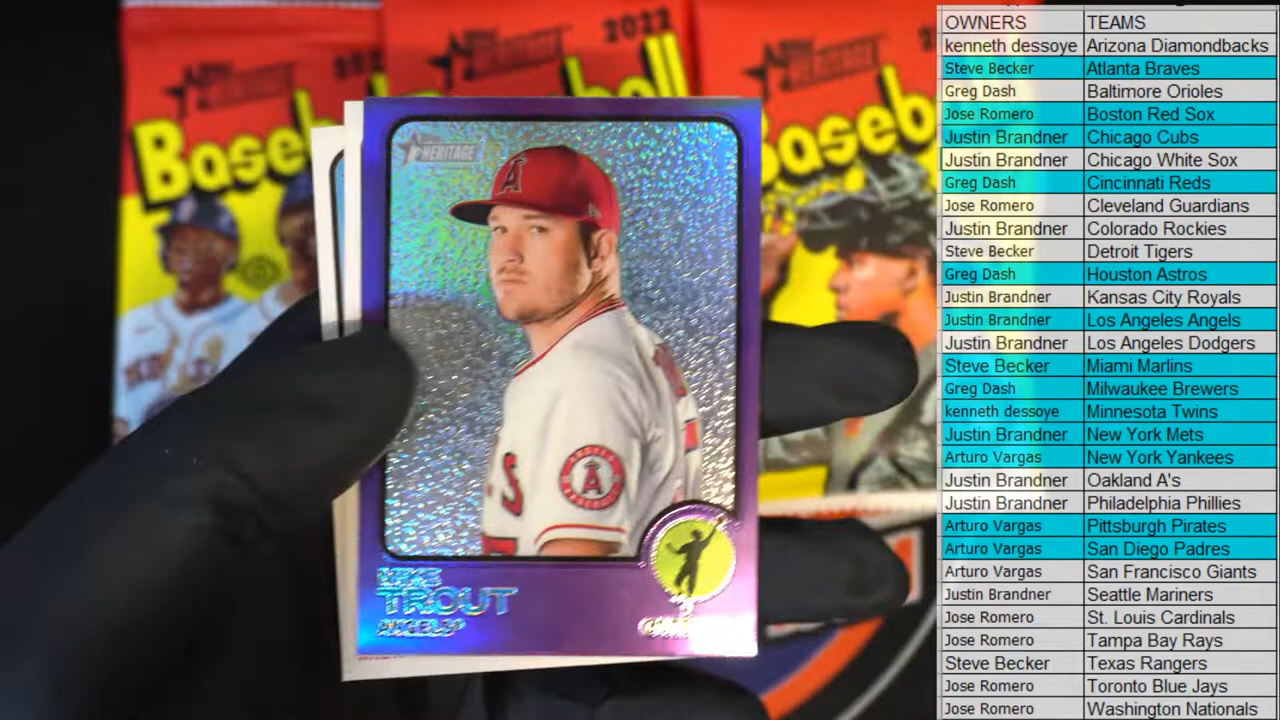 2022
HERITAGE
Baseball
Baseb
A
HERITAGE
MIKE
TROUT
ANGELS
OWNERS TEAMS
kenneth dessoye Arizona Diamondbacks
Steve Becker Atlanta Braves
Greg Dash Baltimore Orioles
Jose Romero Boston Red Sox
Justin Brandner Chicago Cubs
Justin Brandner Chicago White Sox
Greg Dash Cincinnati Reds
Jose Romero Cleveland Guardians
Justin Brandner Colorado Rockies
Steve Becker Detroit Tigers
Greg Dash Houston Astros
Justin Brandner Kansas City Royals
Justin Brandner Los Angeles Angels
Justin Brandner Los Angeles Dodgers
Steve Becker Miami Marlins
Greg Dash Milwaukee Brewers
kenneth dessoye Minnesota Twins
Justin Brandner New York Mets
Arturo Vargas New York Yankees
Justin Brandner Oakland A's
Justin Brandner Philadelphia Phillies
Arturo Vargas Pittsburgh Pirates
Arturo Vargas San Diego Padres
Arturo Vargas San Francisco Giants
Justin Brandner Seattle Mariners
Jose Romero St. Louis Cardinals
Jose Romero Tampa Bay Rays
Steve Becker Texas Rangers
Jose Romero Toronto Blue Jays
Jose Romero Washington Nationals